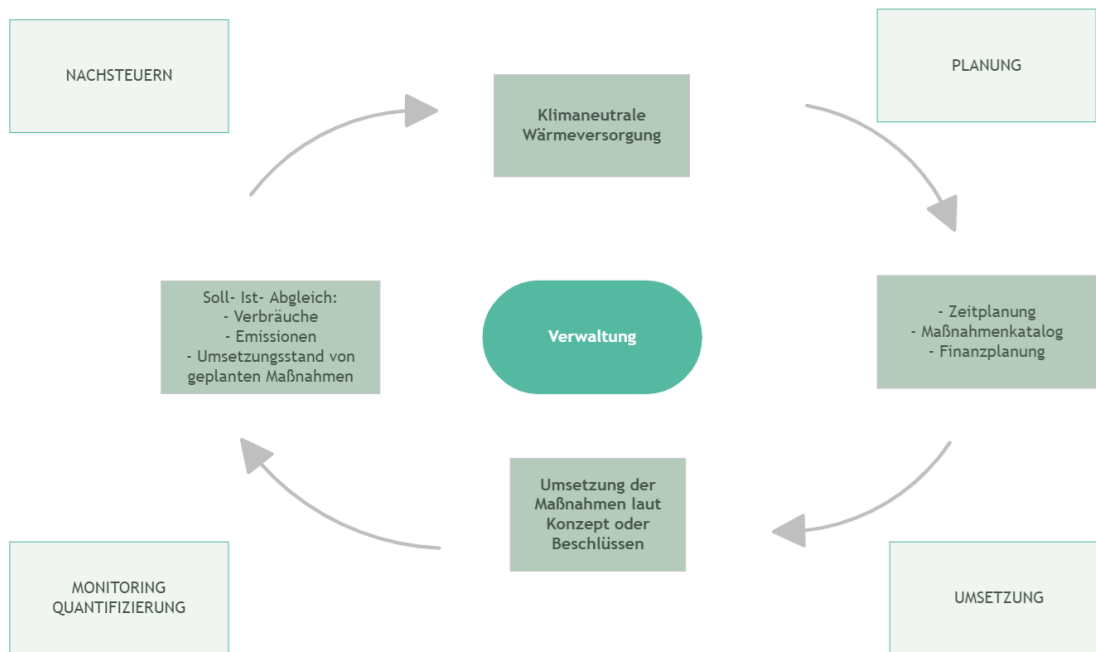 NACHSTEUERN
PLANUNG
Klimaneutrale
Wärmeversorgung
Soll- Ist- Abgleich:
- Verbräuche
- Emissionen
- Umsetzungsstand von
geplanten Maßnahmen
Verwaltung
- Zeitplanung
- Maßnahmenkatalog
- Finanzplanung
Umsetzung der
Maßnahmen laut
Konzept oder
Beschlüssen
MONITORING
QUANTIFIZIERUNG
UMSETZUNG